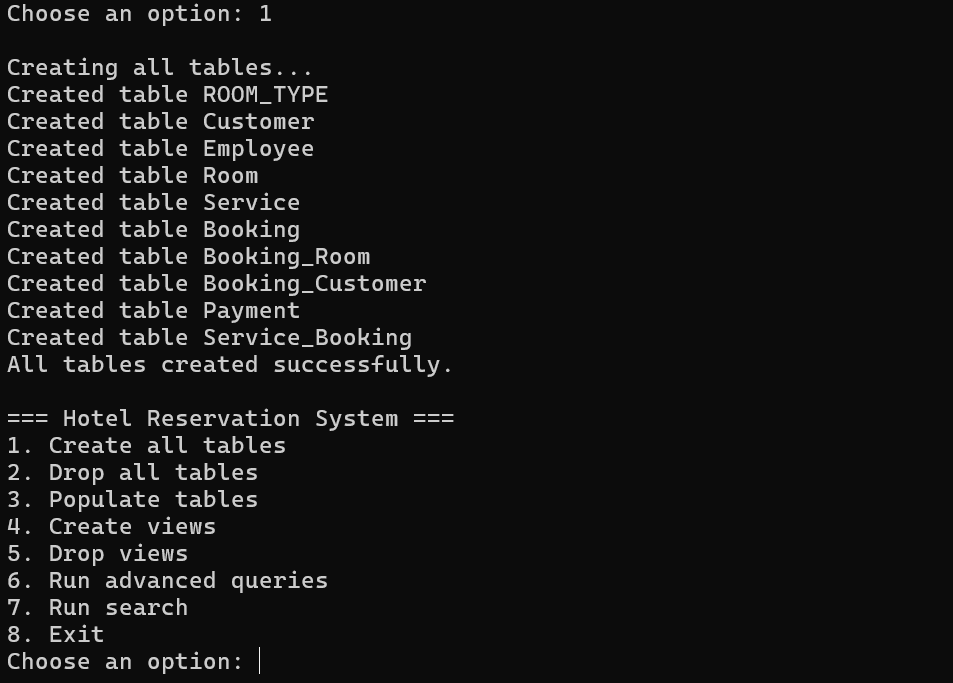 Choose an option: 1
Creating all tables...
Created table ROOM_TYPE
Created table Customer
Created table Employee
Created table Room
Created table Service
Created table Booking
Created table Booking_Room
Created table Booking_Customer
Created table Payment
Created table Service_Booking
All tables created successfully.
=== Hotel Reservation System ===
1. Create all tables
2. Drop all tables
3. Populate tables
4. Create views
5. Drop views
6. Run advanced queries
7. Run search
8. Exit
Choose an option: